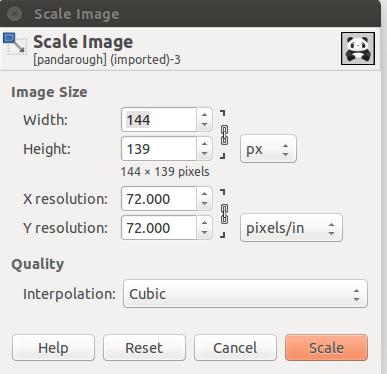 Scale Image
Scale Image
[pandarough] (imported)-3
Image Size
Width: 144
Height: 139 px
144 × 139 pixels
X resolution: 72.000
Y resolution: 72.000 pixels/in
Quality
Interpolation: Cubic
Help Reset Cancel Scale